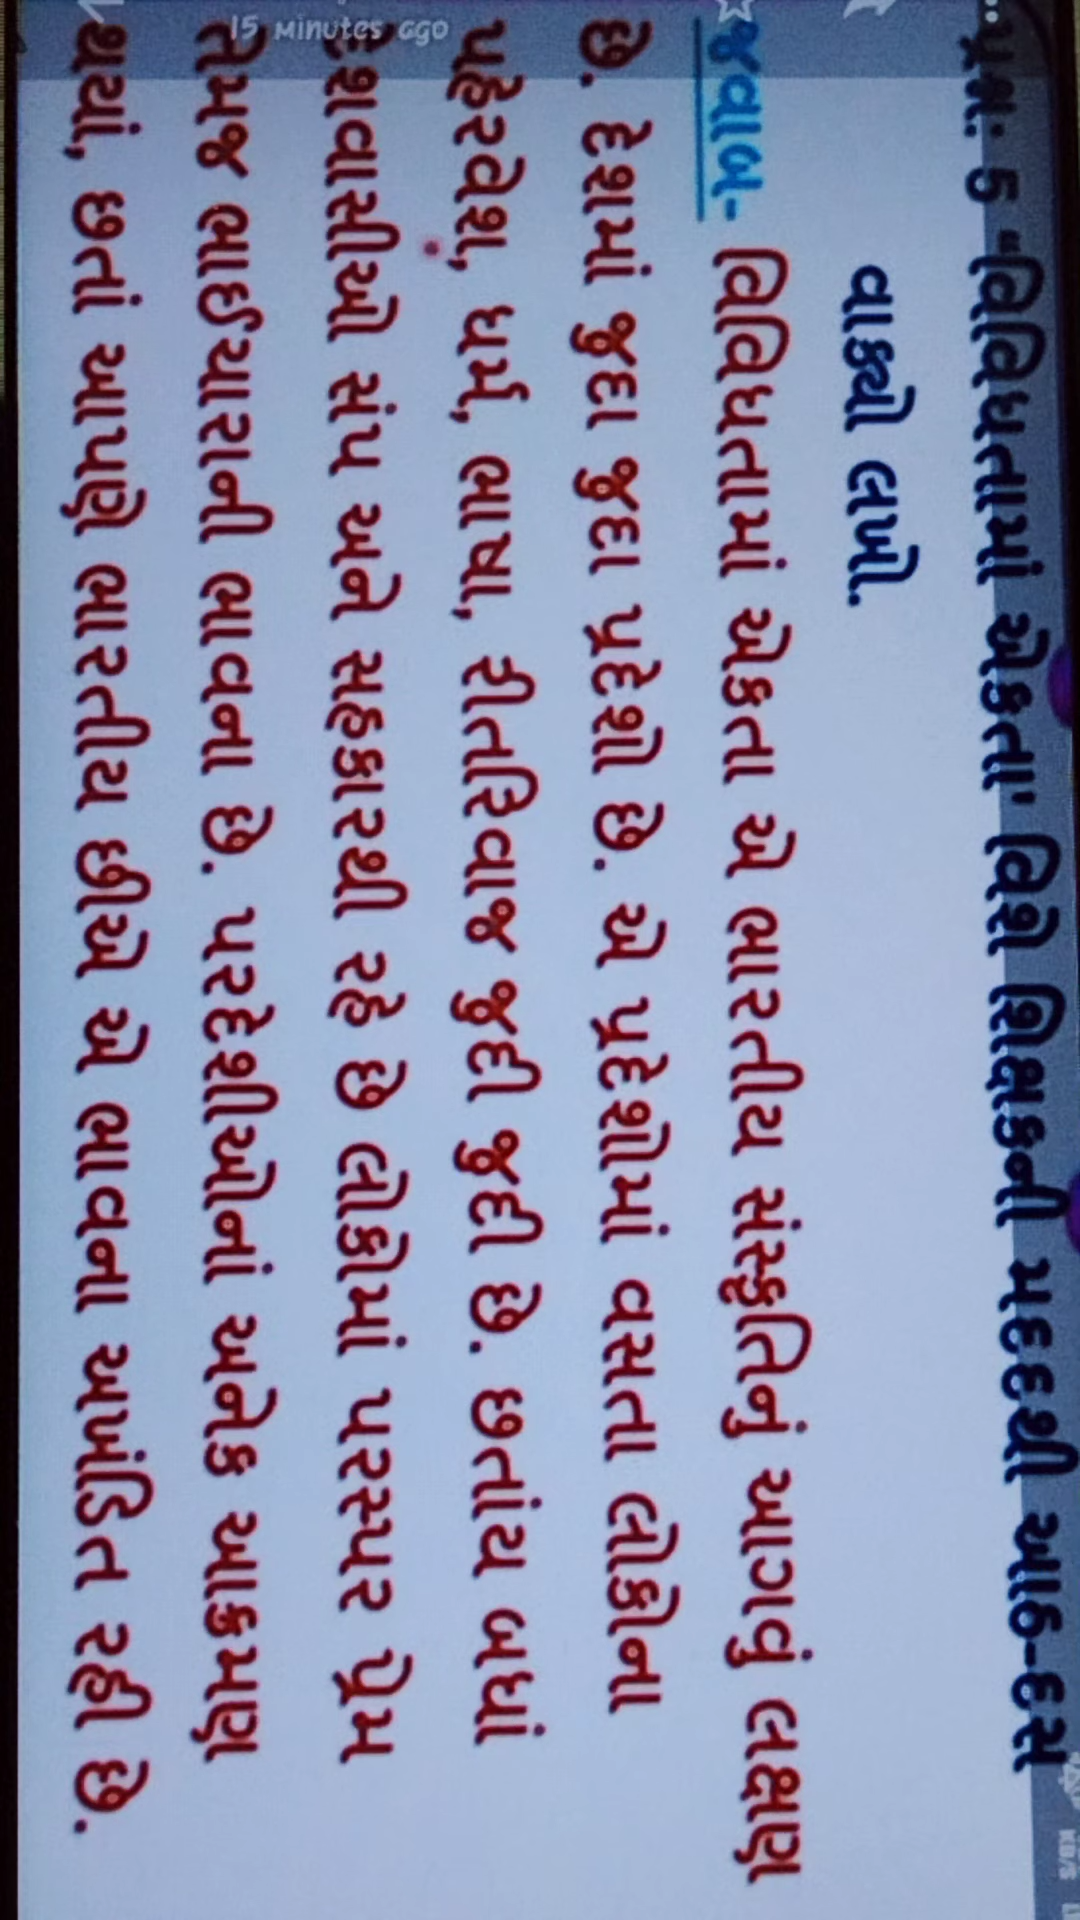 15 Minutes ago
KB/S
પ્રશ્ન: ૬ "વિવિધતામાં એકતા' વિશે શિક્ષકની મદદથી આઠ-દસ
વાક્યો લખો.
જવાબ- વિવિધતામાં એકતા એ ભારતીય સંસ્કૃતિનું આગવું લક્ષણ
છે. દેશમાં જુદા જુદા પ્રદેશો છે. એ પ્રદેશોમાં વસતા લોકોના
પહેરવેશ, ધર્મ, ભાષા, રીતરિવાજ જુદી જુદી છે. છતાંય બધાં
દેશવાસીઓ સંપ અને સહકારથી રહે છે લોકોમાં પરસ્પર પ્રેમ
તેમજ ભાઈચારાની ભાવના છે. પરદેશીઓનાં અનેક આક્રમણ
થયાં, છતાં આપણે ભારતીય છીએ એ ભાવના અખંડિત રહી છે.